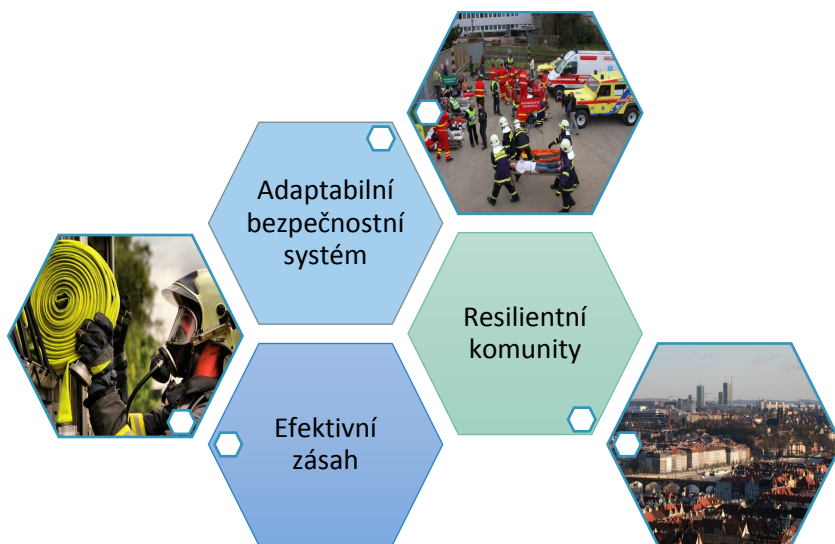 Adaptabilní
bezpečnostní
systém
Resilientní
komunity
Efektivní
zásah